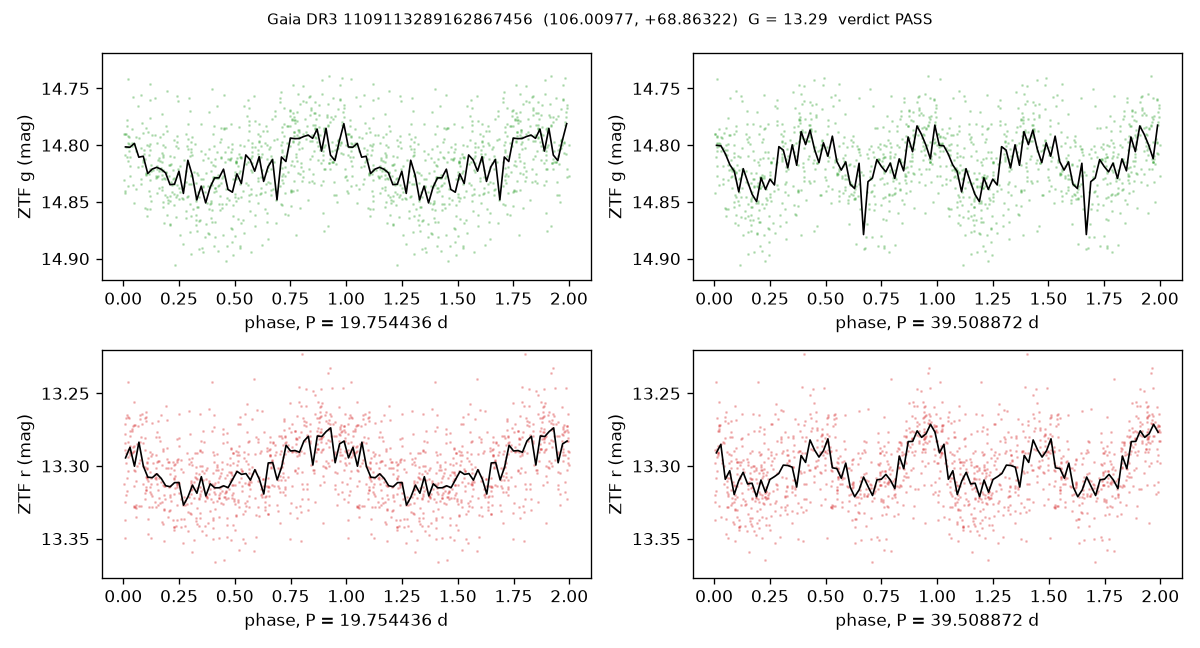 Gaia DR3 1109113289162867456 (106.00977, +68.86322) G = 13.29 verdict PASS
ZTF g (mag)
14.75
14.80
14.85
14.90
0.00 0.25 0.50 0.75 1.00 1.25 1.50 1.75 2.00
phase, P = 19.754436 d
ZTF g (mag)
14.75
14.80
14.85
14.90
0.00 0.25 0.50 0.75 1.00 1.25 1.50 1.75 2.00
phase, P = 39.508872 d
ZTF r (mag)
13.25
13.30
13.35
0.00 0.25 0.50 0.75 1.00 1.25 1.50 1.75 2.00
phase, P = 19.754436 d
ZTF r (mag)
13.25
13.30
13.35
0.00 0.25 0.50 0.75 1.00 1.25 1.50 1.75 2.00
phase, P = 39.508872 d